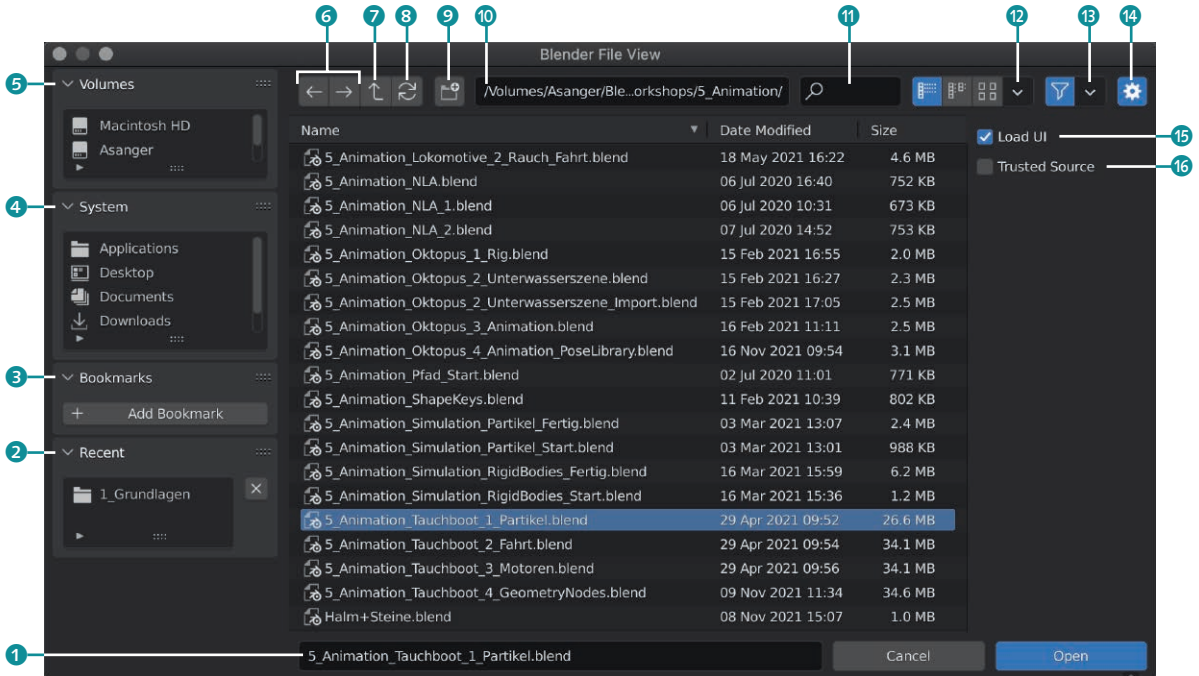 6 7 8 9 10 11 12 13 14
Blender File View
5 Volumes
Macintosh HD
Asanger
4 System
Applications
Desktop
Documents
Downloads
3 Bookmarks
+ Add Bookmark
2 Recent
1_Grundlagen
/Volumes/Asanger/Ble...orkshops/5_Animation/
Name Date Modified Size
5_Animation_Lokomotive_2_Rauch_Fahrt.blend 18 May 2021 16:22 4.6 MB
5_Animation_NLA.blend 06 Jul 2020 16:40 752 KB
5_Animation_NLA_1.blend 06 Jul 2020 10:31 673 KB
5_Animation_NLA_2.blend 07 Jul 2020 14:52 753 KB
5_Animation_Oktopus_1_Rig.blend 15 Feb 2021 16:55 2.0 MB
5_Animation_Oktopus_2_Unterwasserszene.blend 15 Feb 2021 16:27 2.3 MB
5_Animation_Oktopus_2_Unterwasserszene_Import.blend 15 Feb 2021 17:05 2.5 MB
5_Animation_Oktopus_3_Animation.blend 16 Feb 2021 11:11 2.5 MB
5_Animation_Oktopus_4_Animation_PoseLibrary.blend 16 Nov 2021 09:54 3.1 MB
5_Animation_Pfad_Start.blend 02 Jul 2020 11:01 771 KB
5_Animation_ShapeKeys.blend 11 Feb 2021 10:39 802 KB
5_Animation_Simulation_Partikel_Fertig.blend 03 Mar 2021 13:07 2.4 MB
5_Animation_Simulation_Partikel_Start.blend 03 Mar 2021 13:01 988 KB
5_Animation_Simulation_RigidBodies_Fertig.blend 16 Mar 2021 15:59 6.2 MB
5_Animation_Simulation_RigidBodies_Start.blend 16 Mar 2021 15:36 1.2 MB
5_Animation_Tauchboot_1_Partikel.blend 29 Apr 2021 09:52 26.6 MB
5_Animation_Tauchboot_2_Fahrt.blend 29 Apr 2021 09:54 34.1 MB
5_Animation_Tauchboot_3_Motoren.blend 29 Apr 2021 09:56 34.1 MB
5_Animation_Tauchboot_4_GeometryNodes.blend 09 Nov 2021 11:34 34.6 MB
Halm+Steine.blend 08 Nov 2021 15:07 1.0 MB
Load UI 15
Trusted Source 16
1 5_Animation_Tauchboot_1_Partikel.blend
Cancel Open